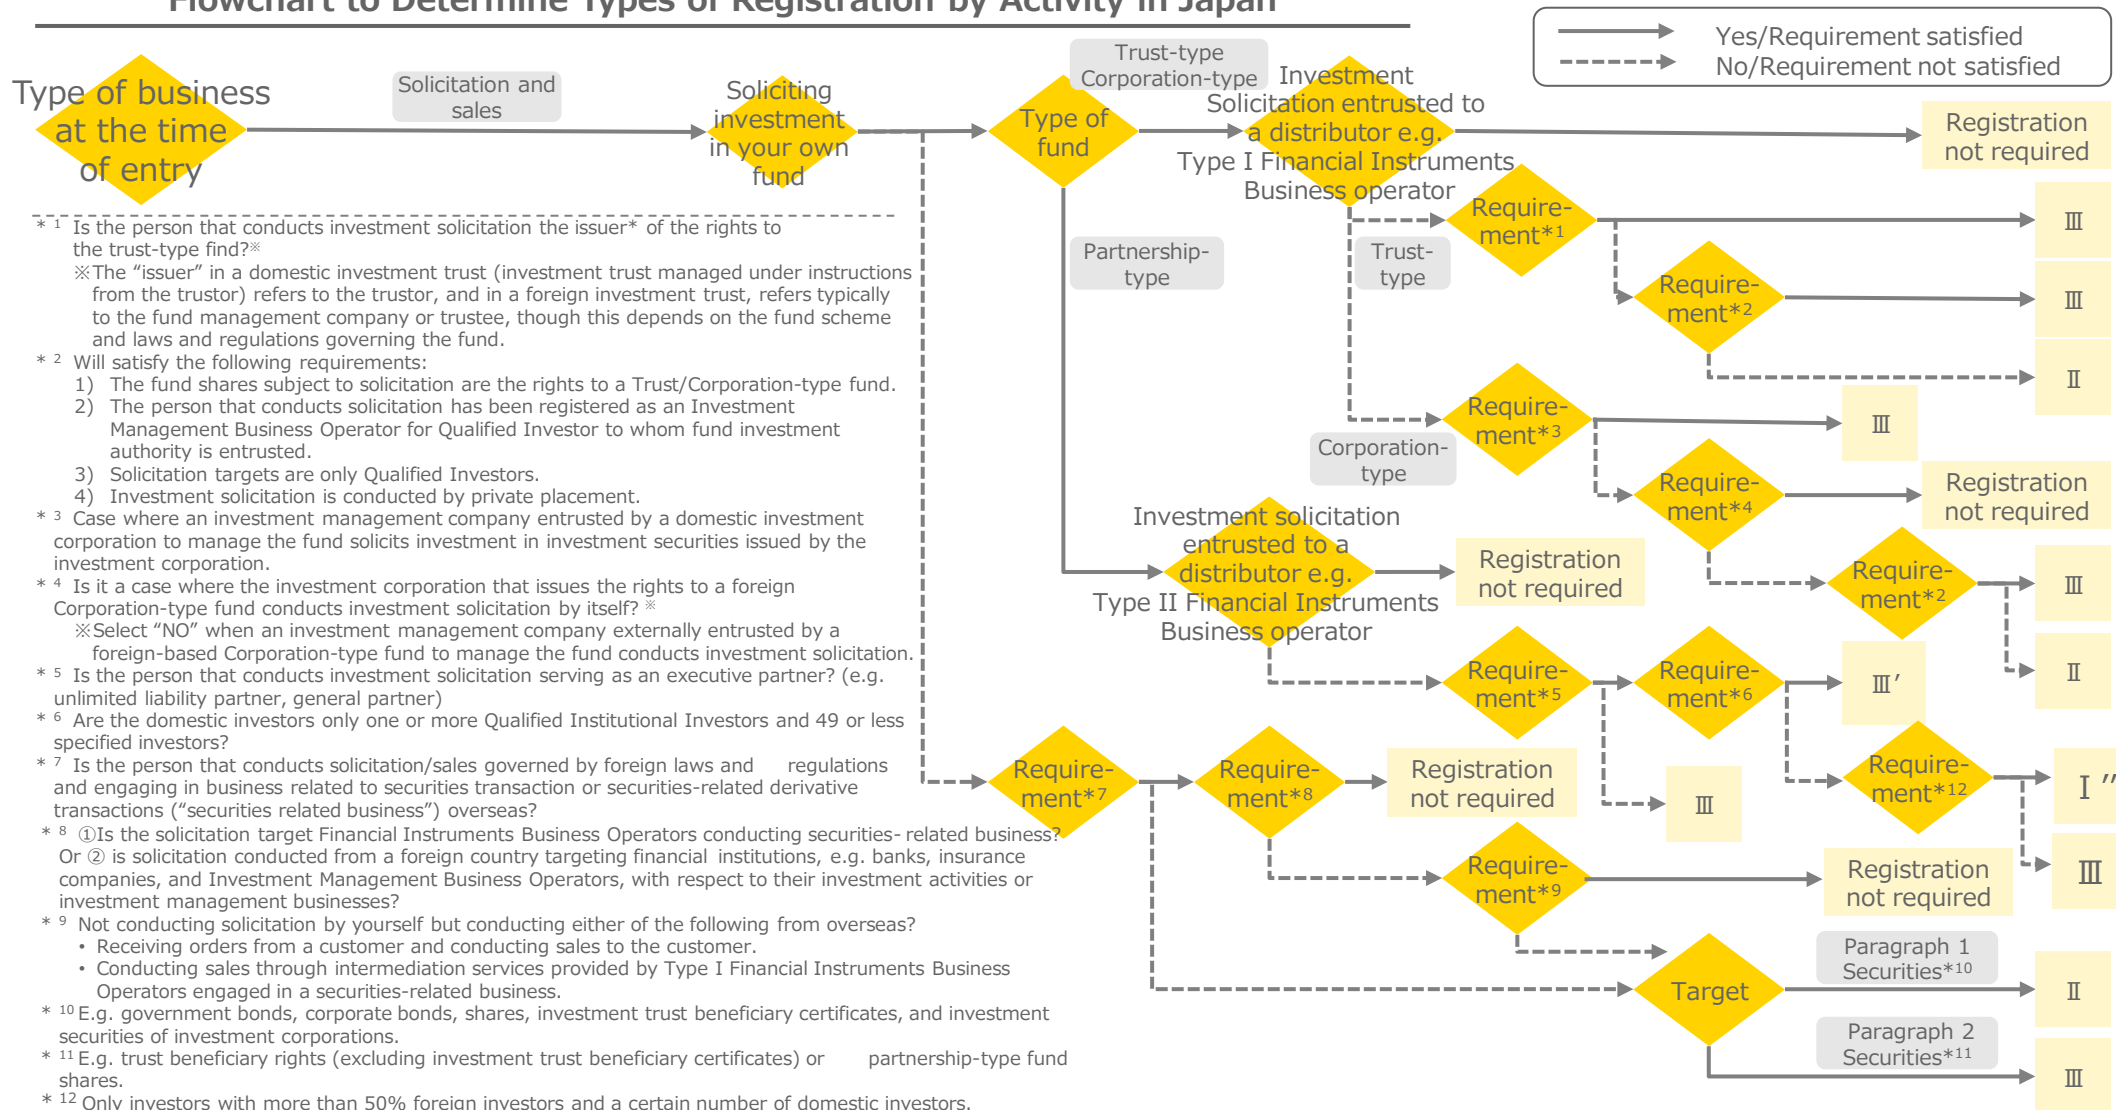 Flowchart to Determine Types of Registration by Activity in Japan
Yes/Requirement satisfied
No/Requirement not satisfied
Type of business
at the time
of entry
Solicitation and
sales
Soliciting
investment
in your own
fund
Type of
fund
Trust-type
Corporation-type
Investment
Solicitation entrusted to
a distributor e.g.
Type I Financial Instruments
Business operator
Registration
not required
Partnership-
type
Trust-
type
Require-
ment*1
Ⅲ
Require-
ment*2
Ⅲ
Ⅱ
Corporation-
type
Require-
ment*3
Ⅲ
Require-
ment*4
Registration
not required
Require-
ment*2
Ⅲ
Ⅱ
Investment solicitation
entrusted to a
distributor e.g.
Type II Financial Instruments
Business operator
Registration
not required
Require-
ment*5
Require-
ment*6
Ⅲ′
Ⅲ
Require-
ment*12
Ⅰ″
Ⅲ
Require-
ment*7
Require-
ment*8
Registration
not required
Require-
ment*9
Registration
not required
Target
Paragraph 1
Securities*10
Ⅱ
Paragraph 2
Securities*11
Ⅲ
* 1 Is the person that conducts investment solicitation the issuer* of the rights to
the trust-type find?※
※The “issuer” in a domestic investment trust (investment trust managed under instructions
from the trustor) refers to the trustor, and in a foreign investment trust, refers typically
to the fund management company or trustee, though this depends on the fund scheme
and laws and regulations governing the fund.
* 2 Will satisfy the following requirements:
1) The fund shares subject to solicitation are the rights to a Trust/Corporation-type fund.
2) The person that conducts solicitation has been registered as an Investment
Management Business Operator for Qualified Investor to whom fund investment
authority is entrusted.
3) Solicitation targets are only Qualified Investors.
4) Investment solicitation is conducted by private placement.
* 3 Case where an investment management company entrusted by a domestic investment
corporation to manage the fund solicits investment in investment securities issued by the
investment corporation.
* 4 Is it a case where the investment corporation that issues the rights to a foreign
Corporation-type fund conducts investment solicitation by itself? ※
※Select “NO” when an investment management company externally entrusted by a
foreign-based Corporation-type fund to manage the fund conducts investment solicitation.
* 5 Is the person that conducts investment solicitation serving as an executive partner? (e.g.
unlimited liability partner, general partner)
* 6 Are the domestic investors only one or more Qualified Institutional Investors and 49 or less
specified investors?
* 7 Is the person that conducts solicitation/sales governed by foreign laws and regulations
and engaging in business related to securities transaction or securities-related derivative
transactions (“securities related business”) overseas?
* 8 ①Is the solicitation target Financial Instruments Business Operators conducting securities- related business?
Or ② is solicitation conducted from a foreign country targeting financial institutions, e.g. banks, insurance
companies, and Investment Management Business Operators, with respect to their investment activities or
investment management businesses?
* 9 Not conducting solicitation by yourself but conducting either of the following from overseas?
• Receiving orders from a customer and conducting sales to the customer.
• Conducting sales through intermediation services provided by Type I Financial Instruments Business
Operators engaged in a securities-related business.
* 10 E.g. government bonds, corporate bonds, shares, investment trust beneficiary certificates, and investment
securities of investment corporations.
* 11 E.g. trust beneficiary rights (excluding investment trust beneficiary certificates) or partnership-type fund
shares.
* 12 Only investors with more than 50% foreign investors and a certain number of domestic investors.